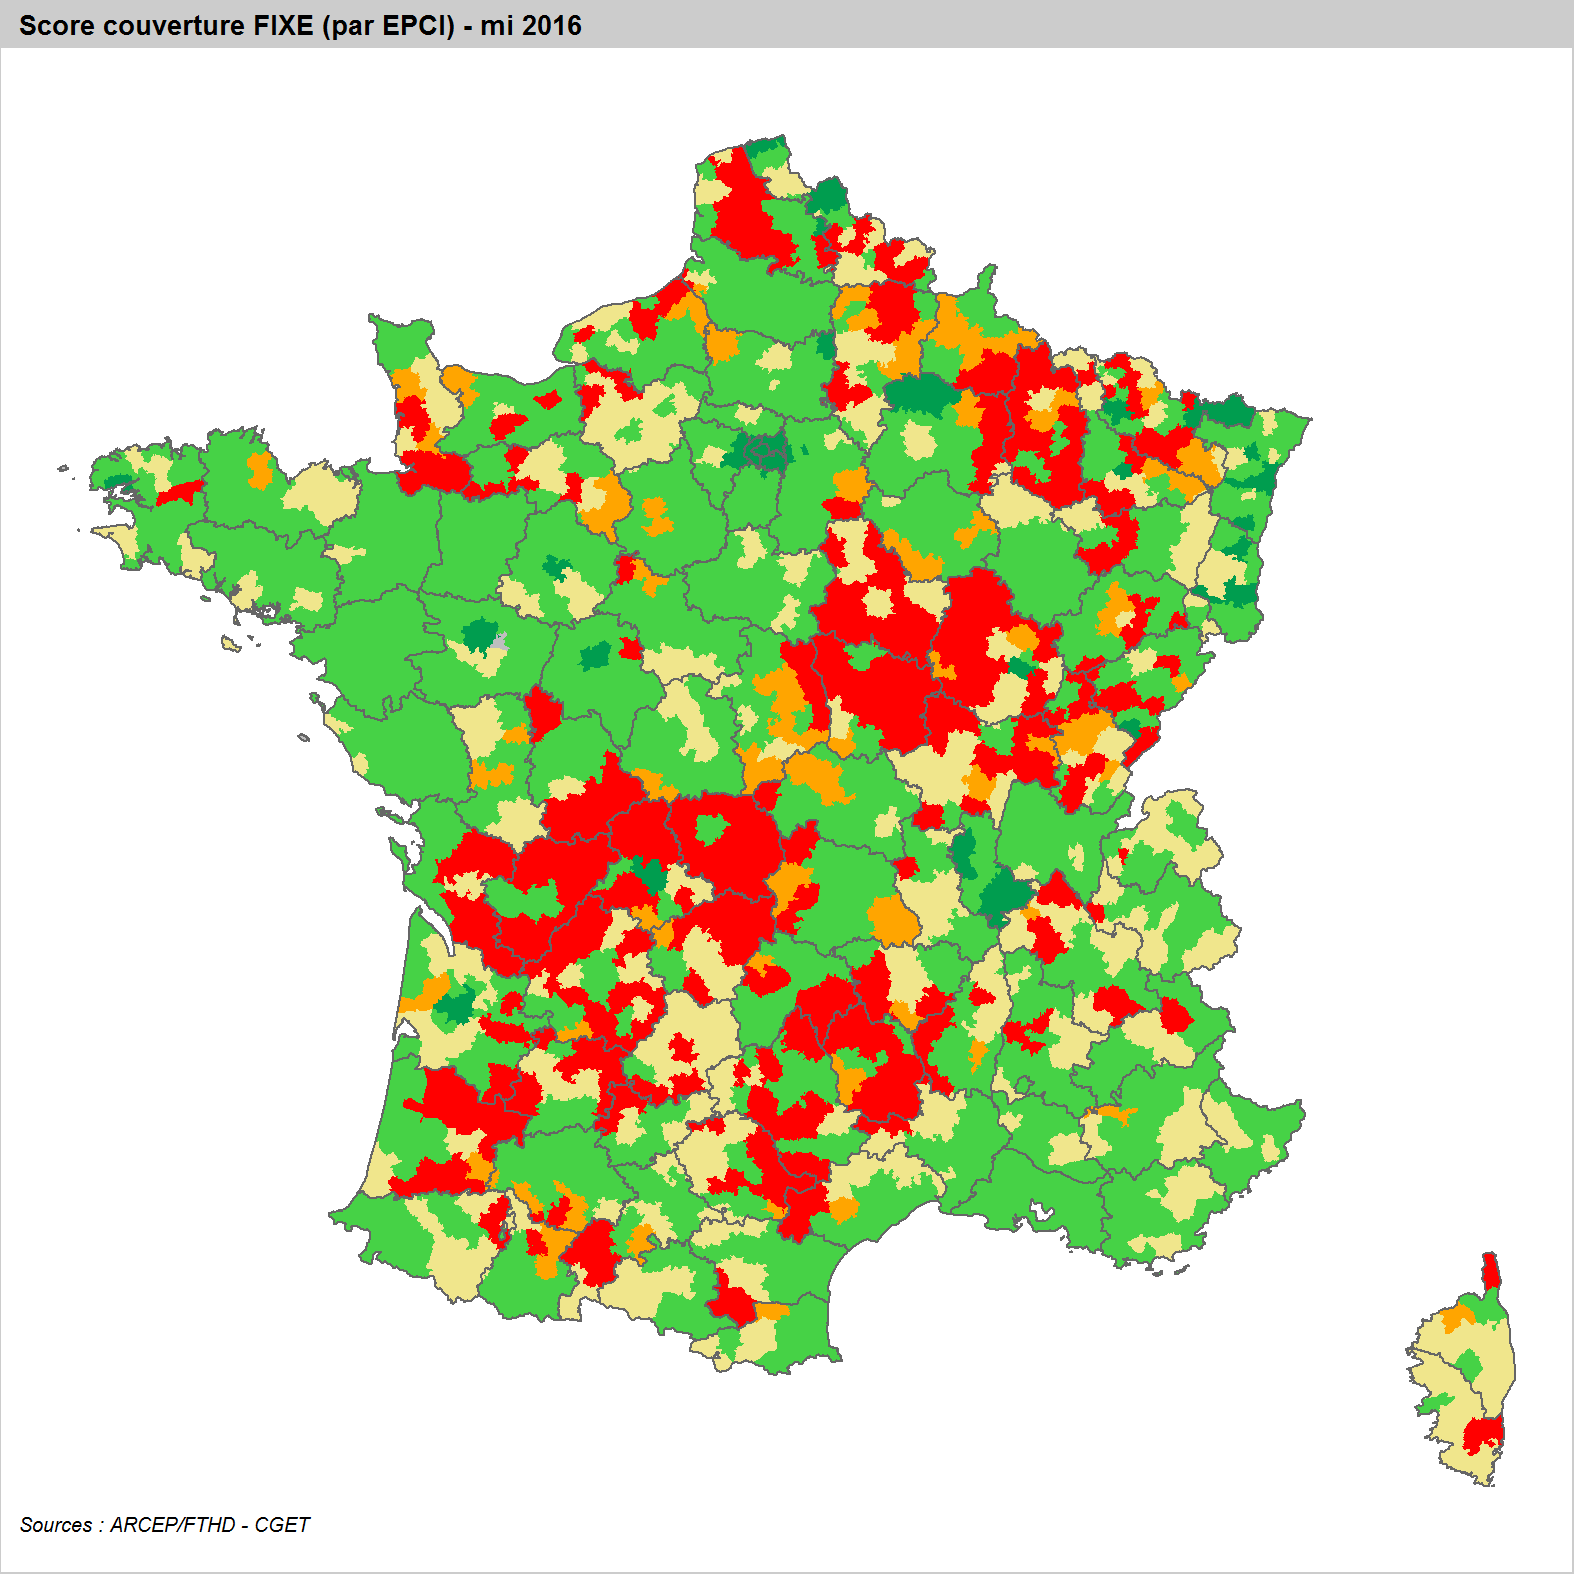 Score couverture FIXE (par EPCI) - mi 2016
Sources : ARCEP/FTHD - CGET